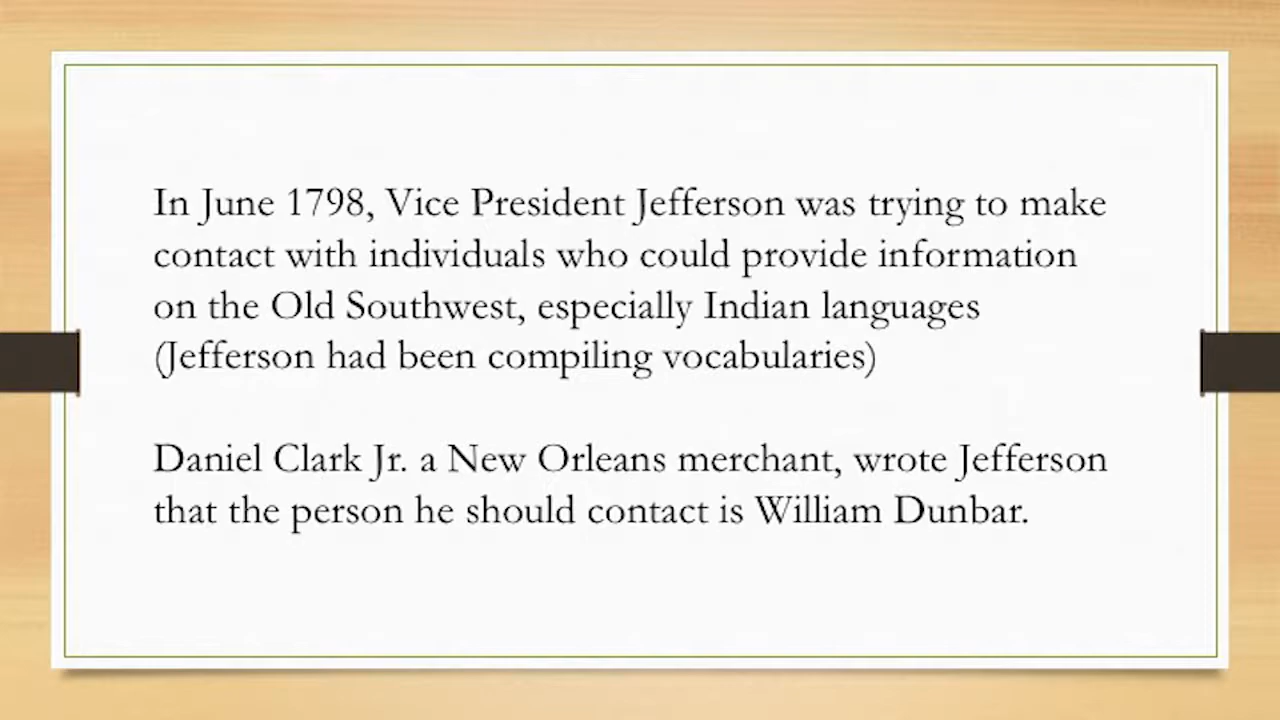 In June 1798, Vice President Jefferson was trying to make
contact with individuals who could provide information
on the Old Southwest, especially Indian languages
(Jefferson had been compiling vocabularies)
Daniel Clark Jr. a New Orleans merchant, wrote Jefferson
that the person he should contact is William Dunbar.